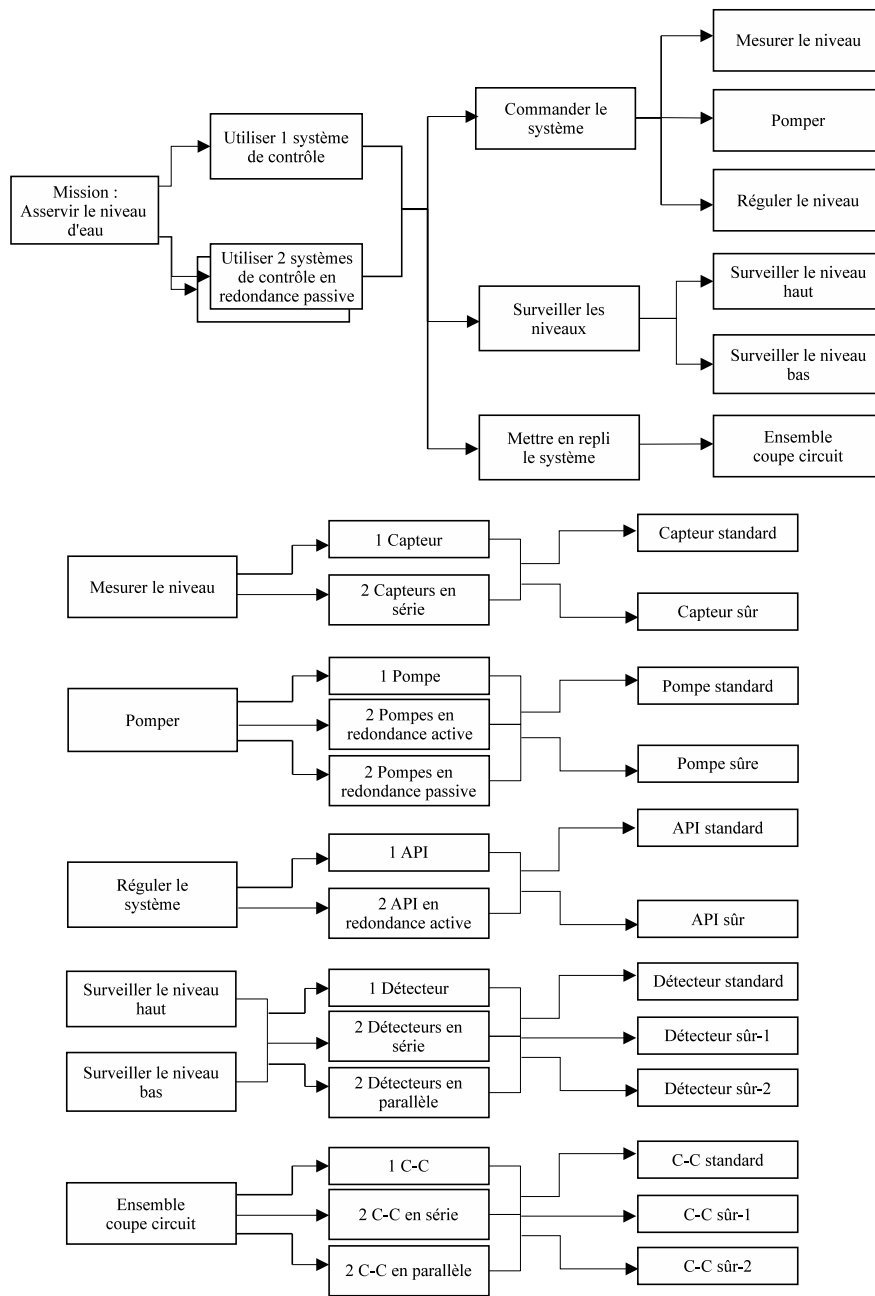 Mission :
Asservir le niveau
d'eau
Utiliser 1 système
de contrôle
Utiliser 2 systèmes
de contrôle en
redondance passive
Commander le
système
Surveiller les
niveaux
Mettre en repli
le système
Mesurer le niveau
Pomper
Réguler le niveau
Surveiller le niveau
haut
Surveiller le niveau
bas
Ensemble
coupe circuit
Mesurer le niveau
1 Capteur
2 Capteurs en
série
Capteur standard
Capteur sûr
Pomper
1 Pompe
2 Pompes en
redondance active
2 Pompes en
redondance passive
Pompe standard
Pompe sûre
Réguler le
système
1 API
2 API en
redondance active
API standard
API sûr
Surveiller le niveau
haut
Surveiller le niveau
bas
1 Détecteur
2 Détecteurs en
série
2 Détecteurs en
parallèle
Détecteur standard
Détecteur sûr-1
Détecteur sûr-2
Ensemble
coupe circuit
1 C-C
2 C-C en série
2 C-C en parallèle
C-C standard
C-C sûr-1
C-C sûr-2